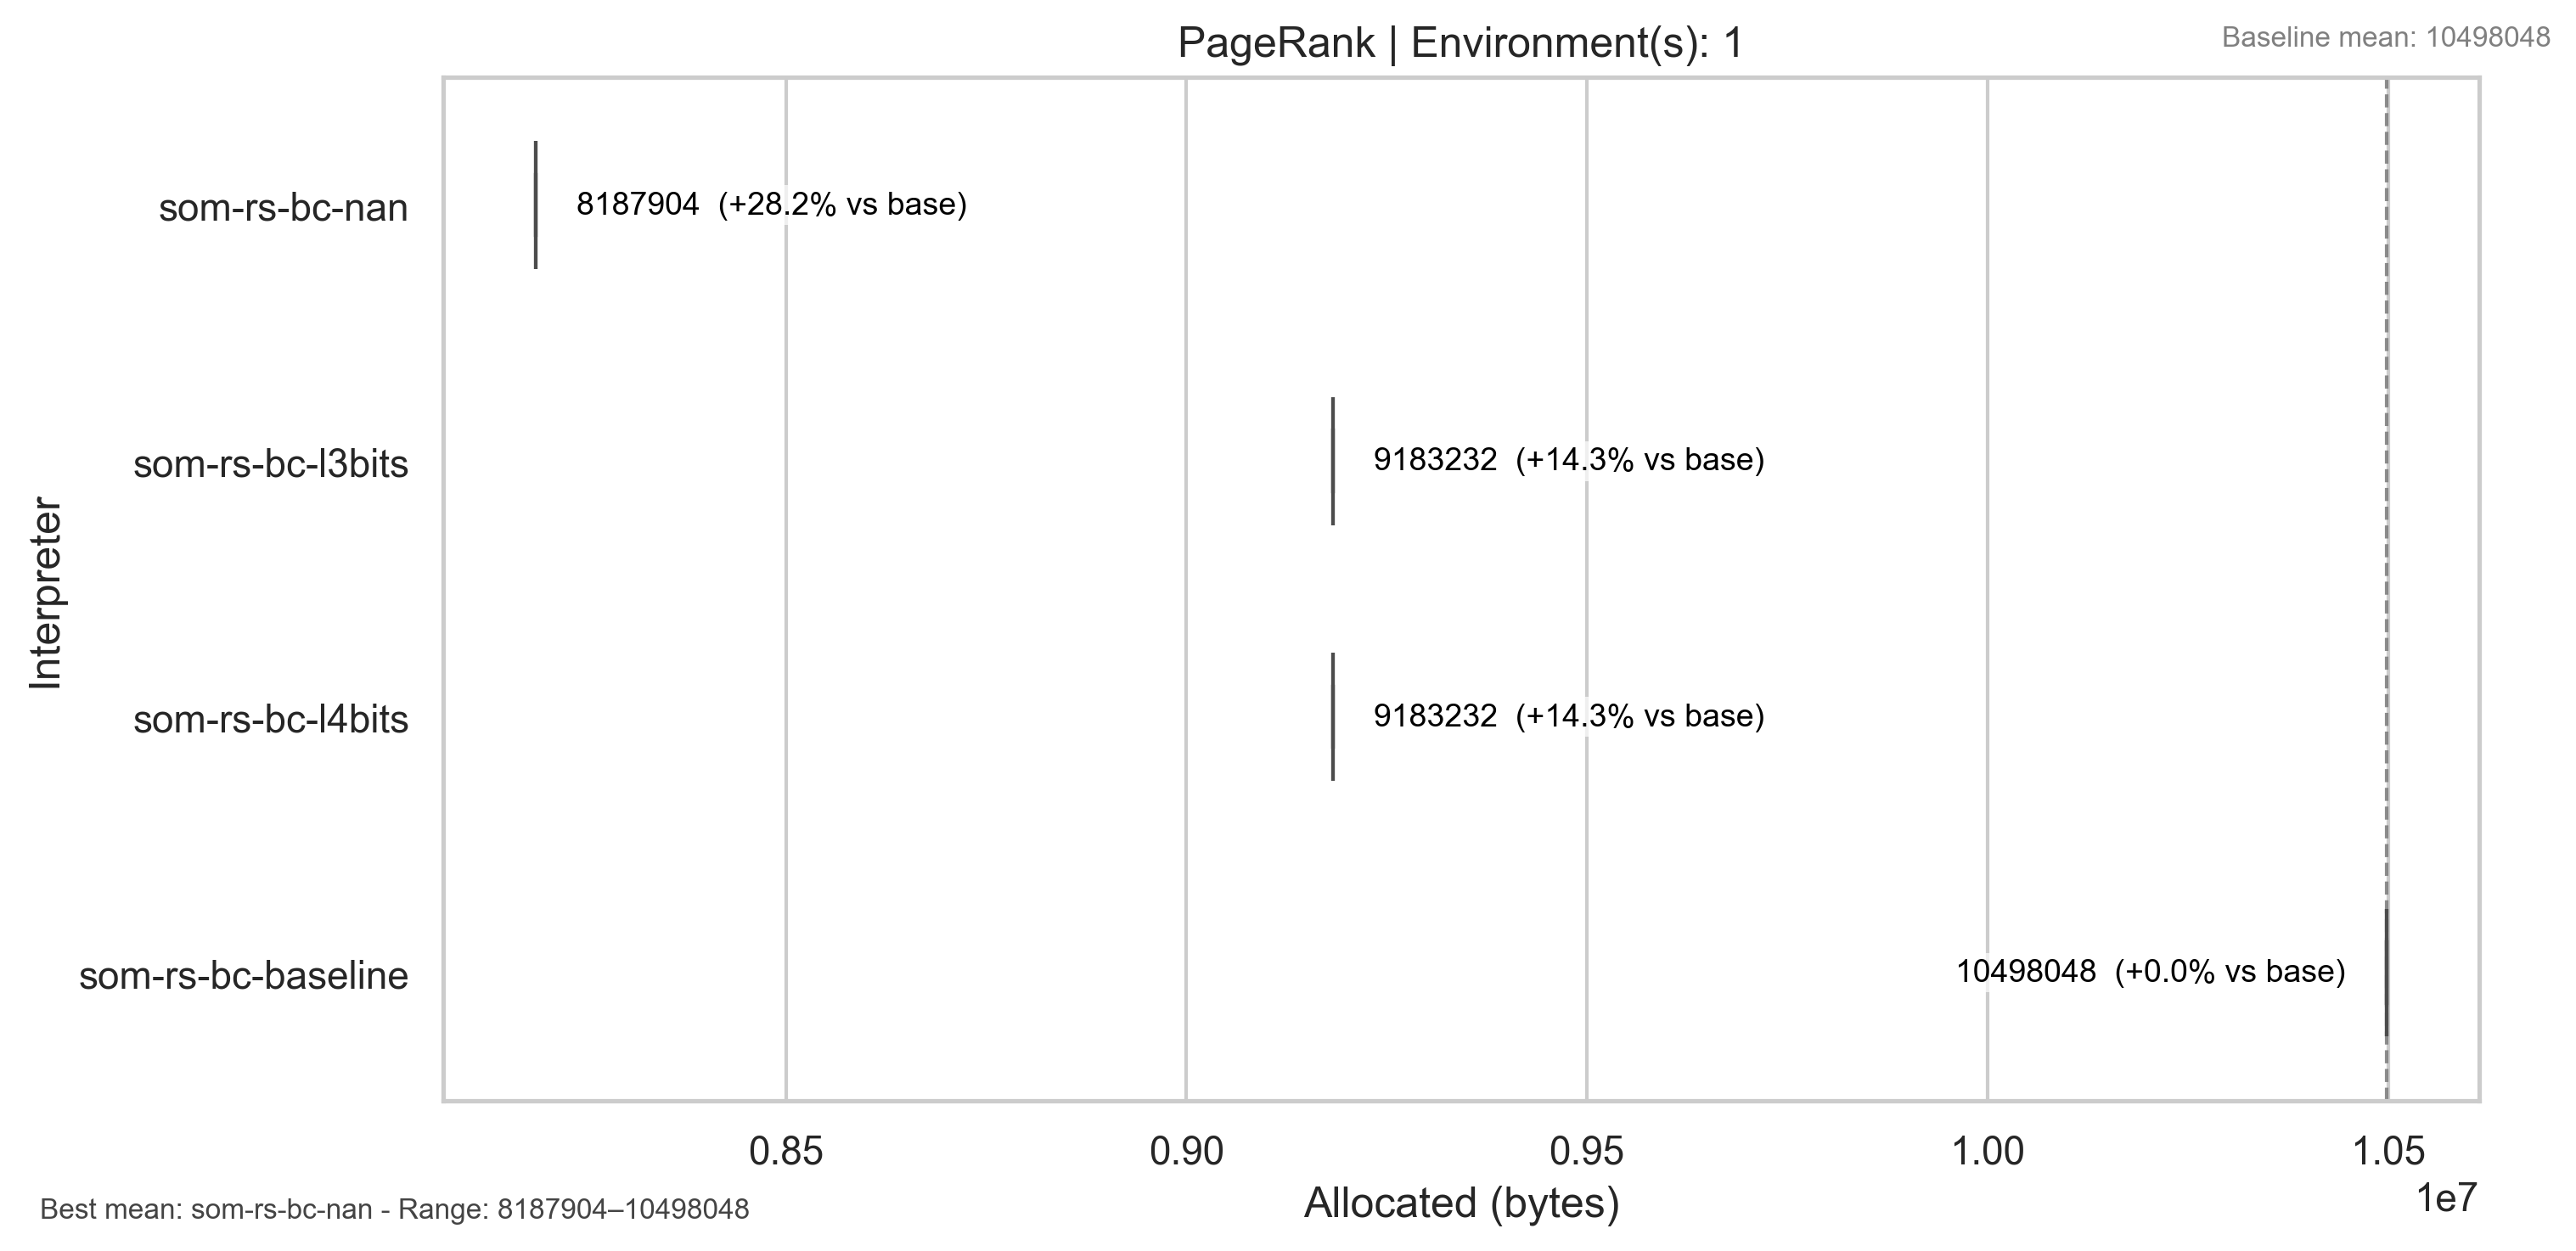 PageRank | Environment(s): 1
Baseline mean: 10498048
Interpreter
som-rs-bc-nan
8187904 (+28.2% vs base)
som-rs-bc-l3bits
9183232 (+14.3% vs base)
som-rs-bc-l4bits
9183232 (+14.3% vs base)
som-rs-bc-baseline
10498048 (+0.0% vs base)
0.85 0.90 0.95 1.00 1.05
1e7
Allocated (bytes)
Best mean: som-rs-bc-nan - Range: 8187904–10498048